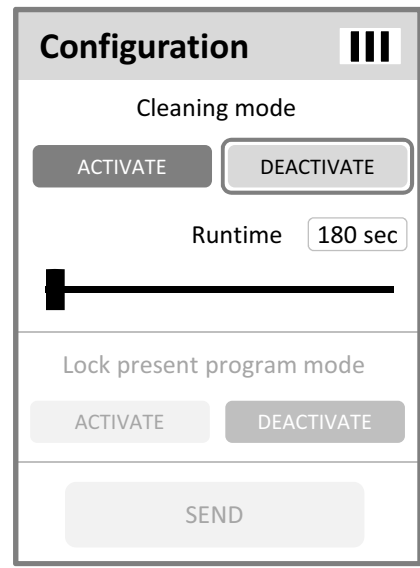 Configuration
Cleaning mode
ACTIVATE DEACTIVATE
Runtime 180 sec
Lock present program mode
ACTIVATE DEACTIVATE
SEND